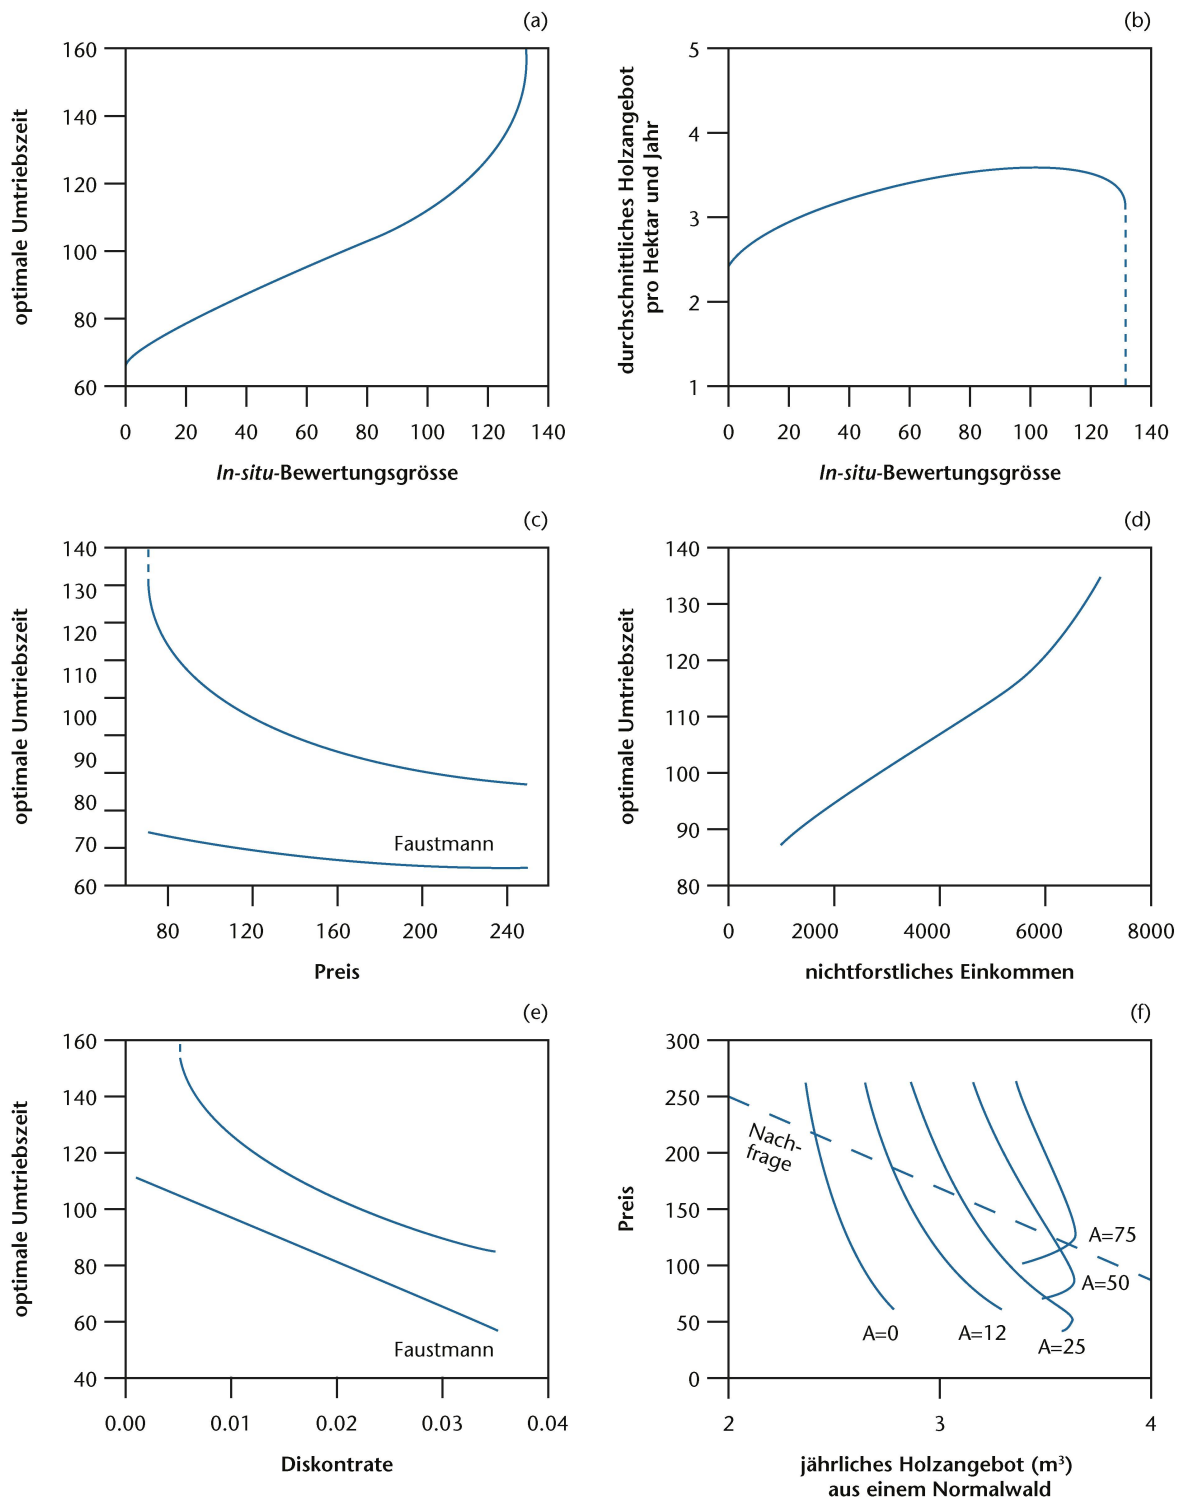 (a)
160
140
120
100
80
60
optimale Umtriebszeit
0 20 40 60 80 100 120 140
In-situ-Bewertungsgrösse
(b)
5
4
3
2
1
durchschnittliches Holzangebot
pro Hektar und Jahr
0 20 40 60 80 100 120 140
In-situ-Bewertungsgrösse
(c)
140
130
120
110
100
90
80
70
60
optimale Umtriebszeit
Faustmann
80 120 160 200 240
Preis
(d)
140
130
120
110
100
90
80
optimale Umtriebszeit
0 2000 4000 6000 8000
nichtforstliches Einkommen
(e)
160
140
120
100
80
60
40
optimale Umtriebszeit
Faustmann
0.00 0.01 0.02 0.03 0.04
Diskontrate
(f)
300
250
200
150
100
50
0
Preis
Nach-
frage
A=75
A=50
A=0
A=12
A=25
2 3 4
jährliches Holzangebot (m³)
aus einem Normalwald